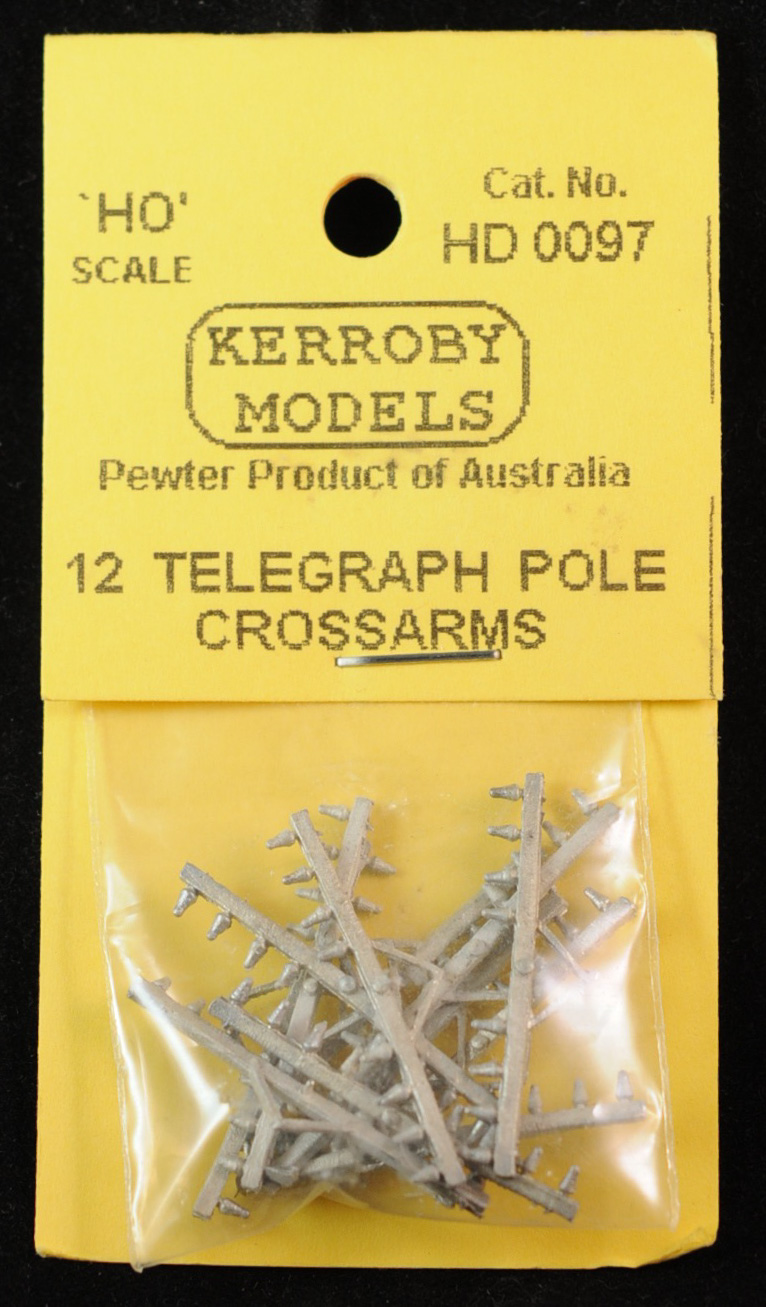 `HO'
SCALE
Cat. No.
HD 0097
KERROBY
MODELS
Pewter Product of Australia
12 TELEGRAPH POLE
CROSSARMS